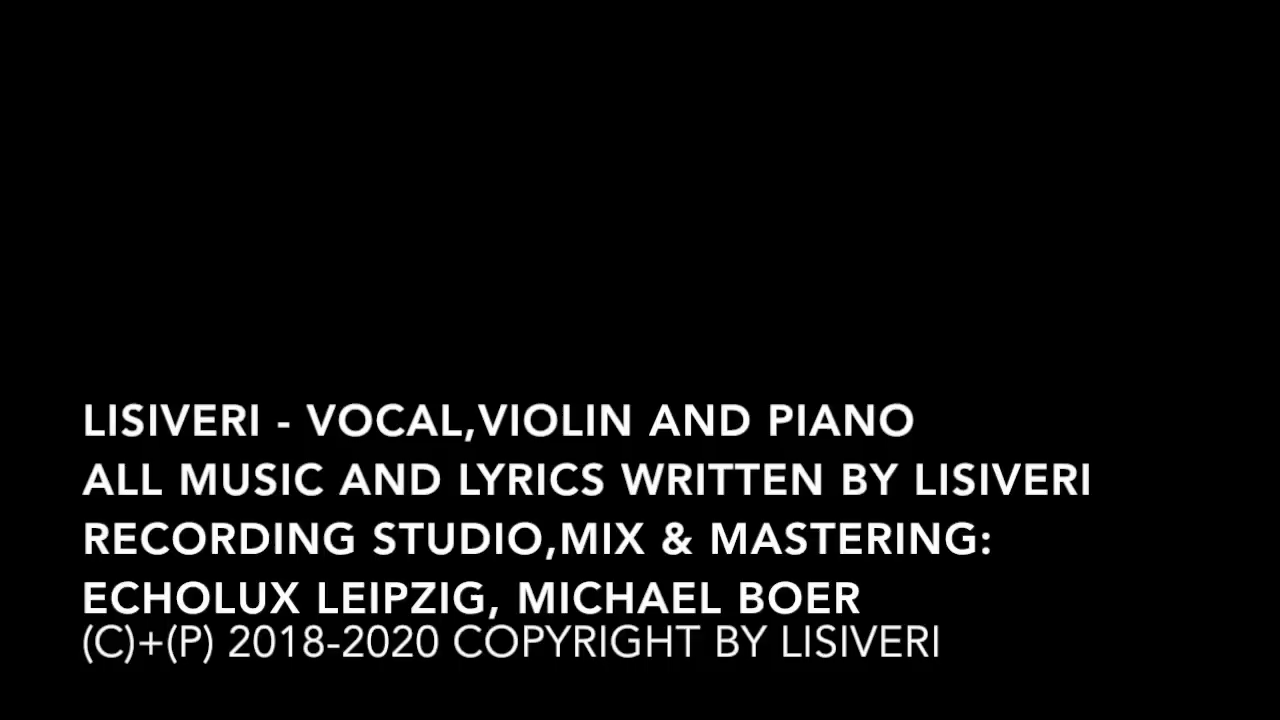 LISIVERI - VOCAL,VIOLIN AND PIANO
ALL MUSIC AND LYRICS WRITTEN BY LISIVERI
RECORDING STUDIO,MIX & MASTERING:
ECHOLUX LEIPZIG, MICHAEL BOER
(C)+(P) 2018-2020 COPYRIGHT BY LISIVERI